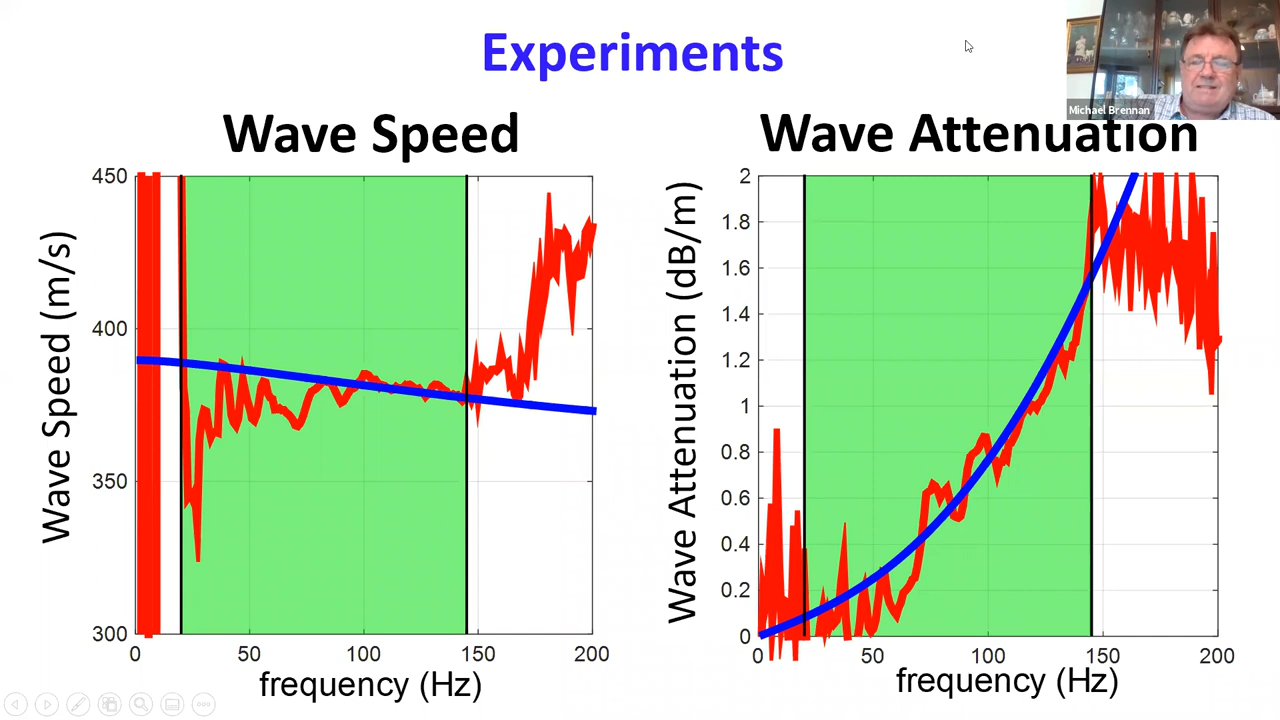 Experiments
Michael Brennan
Wave Speed
Wave Attenuation
450
400
350
300
Wave Speed (m/s)
0 50 100 150 200
frequency (Hz)
2
1.8
1.6
1.4
1.2
1
0.8
0.6
0.4
0.2
0
Wave Attenuation (dB/m)
0 50 100 150 200
frequency (Hz)